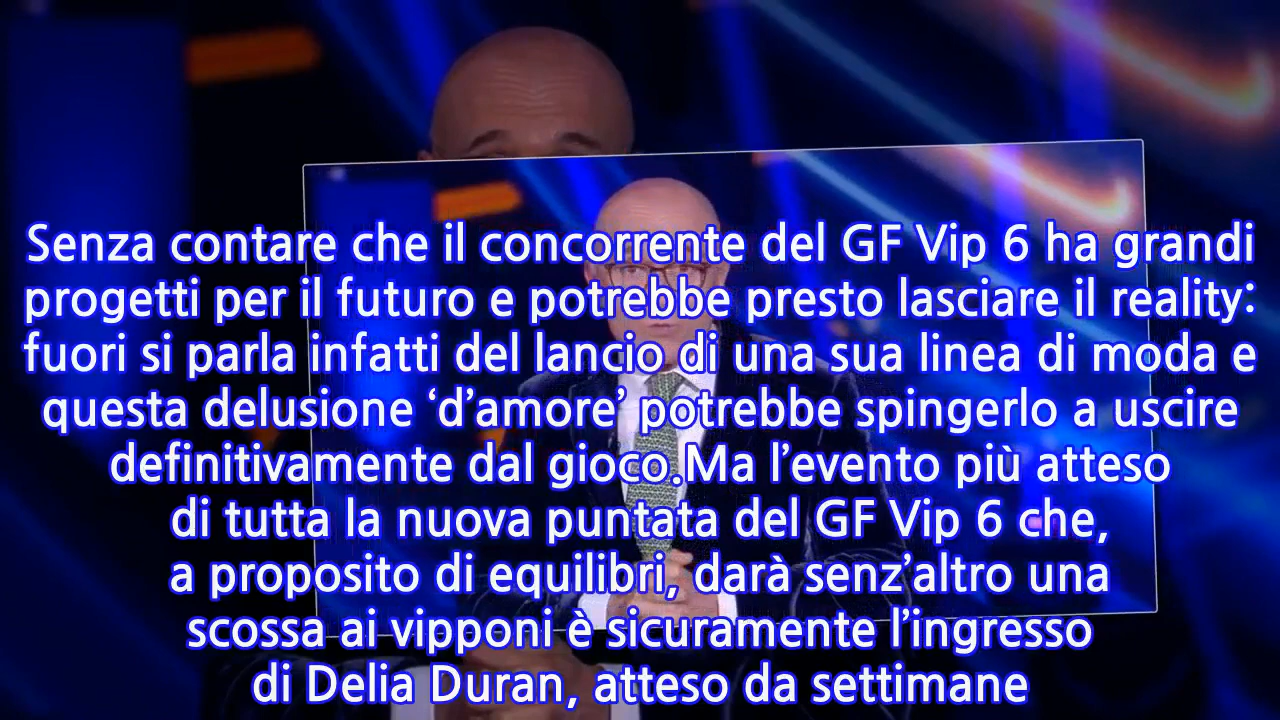 Senza contare che il concorrente del GF Vip 6 ha grandi
progetti per il futuro e potrebbe presto lasciare il reality:
fuori si parla infatti del lancio di una sua linea di moda e
questa delusione ‘d’amore’ potrebbe spingerlo a uscire
definitivamente dal gioco.Ma l’evento più atteso
di tutta la nuova puntata del GF Vip 6 che,
a proposito di equilibri, darà senz’altro una
scossa ai vipponi è sicuramente l’ingresso
di Delia Duran, atteso da settimane